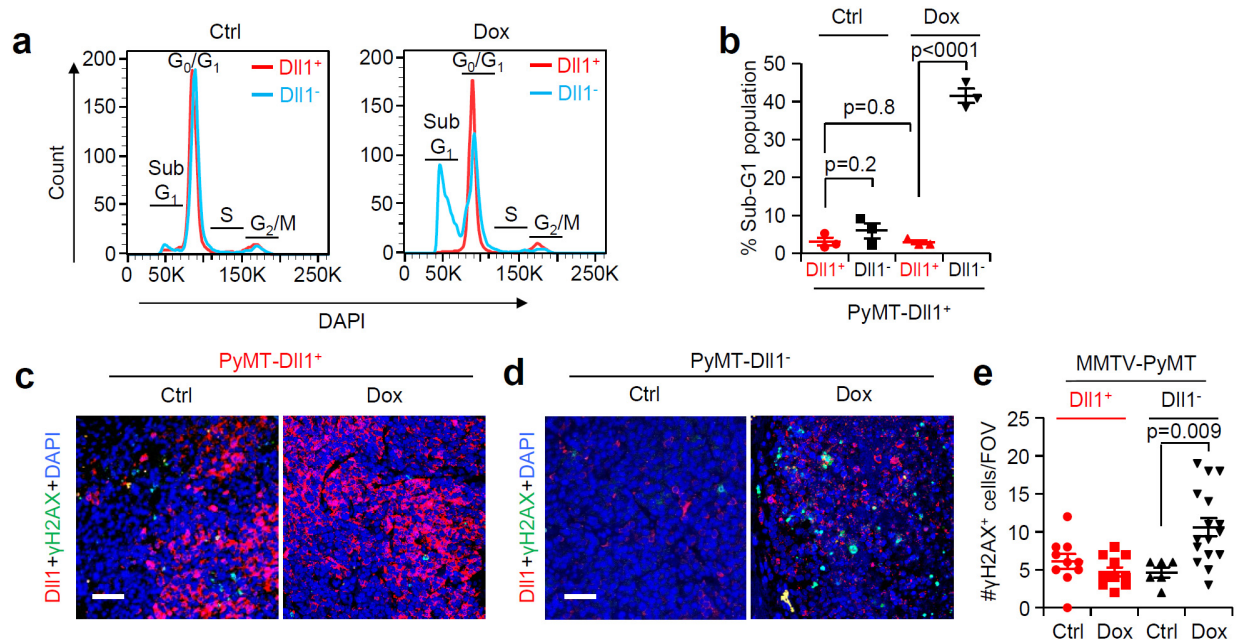 a
Ctrl
Dox
200
150
100
50
0
Count
G0/G1
Dll1+
Dll1-
Sub
G1
S
G2/M
0
50K
150K
250K
200
150
100
50
0
G0/G1
Dll1+
Dll1-
Sub
G1
S
G2/M
0
50K
150K
250K
DAPI
b
Ctrl
Dox
p<0001
p=0.8
p=0.2
% Sub-G1 population
50
40
30
20
10
0
Dll1+
Dll1-
Dll1+
Dll1-
PyMT-Dll1+
c
PyMT-Dll1+
Ctrl
Dox
Dll1+γH2AX+DAPI
d
PyMT-Dll1-
Ctrl
Dox
Dll1+γH2AX+DAPI
e
MMTV-PyMT
Dll1+
Dll1-
p=0.009
#γH2AX+ cells/FOV
25
20
15
10
5
0
Ctrl
Dox
Ctrl
Dox